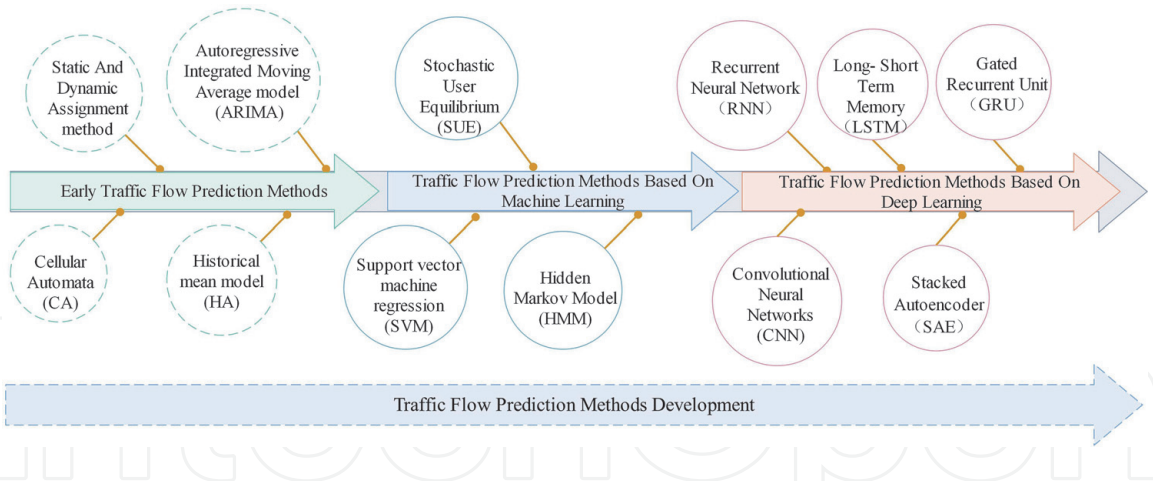 Static And
Dynamic
Assignment
method
Autoregressive
Integrated Moving
Average model
(ARIMA)
Stochastic
User
Equilibrium
(SUE)
Recurrent
Neural Network
（RNN）
Long- Short
Term
Memory
（LSTM）
Gated
Recurrent Unit
（GRU）
Early Traffic Flow Prediction Methods
Traffic Flow Prediction Methods Based On
Machine Learning
Traffic Flow Prediction Methods Based On
Deep Learning
Cellular
Automata
(CA)
Historical
mean model
(HA)
Support vector
machine
regression)
(SVM)
Hidden
Markov Model
(HMM)
Convolutional
Neural
Networks
(CNN)
Stacked
Autoencoder
（SAE）
Traffic Flow Prediction Methods Development